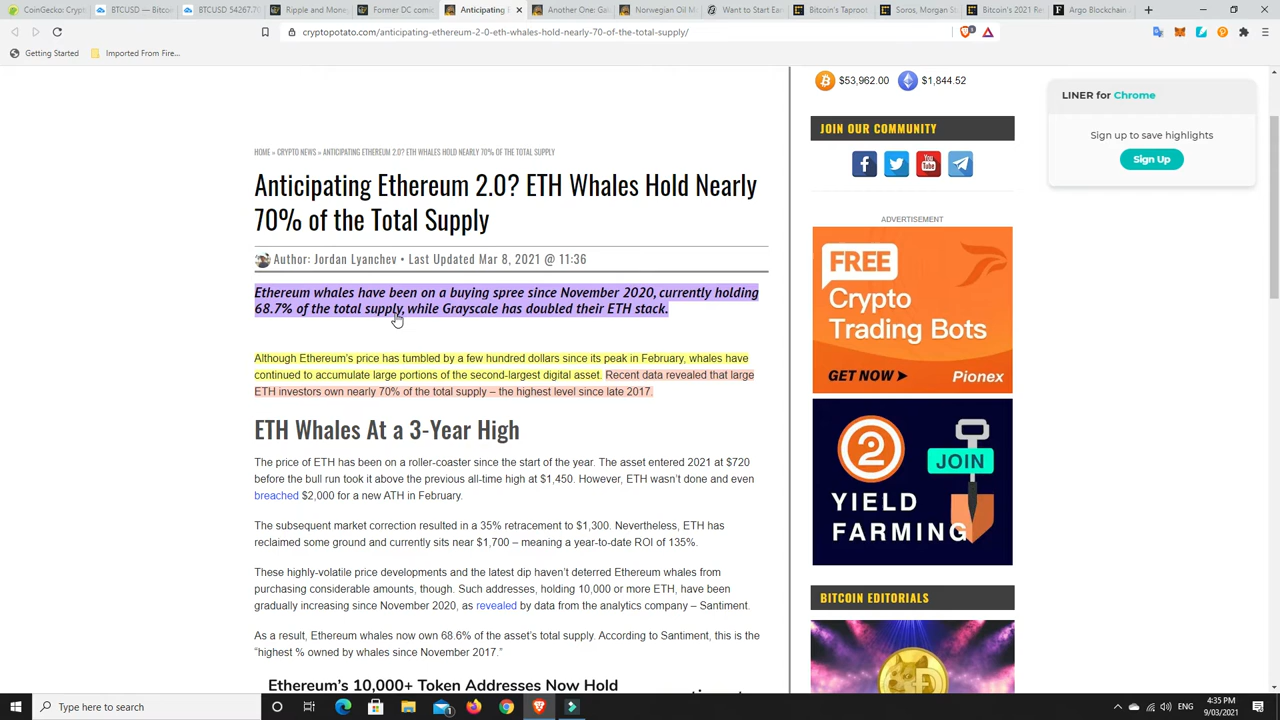 CoinGecko: Cryp
BTCUSD — Bitco
BTCUSD 54267.70
Ripple and Mone
Former DC comi
Anticipating
Another One: Gal
Norwegian Oil M
Want to Start Ear
Bitcoin's Taproot
Soros, Morgan St
Bitcoin's 2021 Re
Argo Blockchain
cryptopotato.com/anticipating-ethereum-2-0-eth-whales-hold-nearly-70-of-the-total-supply/
Getting Started
Imported From Fire...
$53,962.00
$1,844.52
LINER for Chrome
Sign up to save highlights
Sign Up
JOIN OUR COMMUNITY
HOME » CRYPTO NEWS » ANTICIPATING ETHEREUM 2.0? ETH WHALES HOLD NEARLY 70% OF THE TOTAL SUPPLY
Anticipating Ethereum 2.0? ETH Whales Hold Nearly
70% of the Total Supply
Author: Jordan Lyanchev • Last Updated Mar 8, 2021 @ 11:36
Ethereum whales have been on a buying spree since November 2020, currently holding
68.7% of the total supply, while Grayscale has doubled their ETH stack.
Although Ethereum's price has tumbled by a few hundred dollars since its peak in February, whales have
continued to accumulate large portions of the second-largest digital asset. Recent data revealed that large
ETH investors own nearly 70% of the total supply – the highest level since late 2017.
ETH Whales At a 3-Year High
The price of ETH has been on a roller-coaster since the start of the year. The asset entered 2021 at $720
before the bull run took it above the previous all-time high at $1,450. However, ETH wasn't done and even
breached $2,000 for a new ATH in February.
The subsequent market correction resulted in a 35% retracement to $1,300. Nevertheless, ETH has
reclaimed some ground and currently sits near $1,700 – meaning a year-to-date ROI of 135%.
These highly-volatile price developments and the latest dip haven't deterred Ethereum whales from
purchasing considerable amounts, though. Such addresses, holding 10,000 or more ETH, have been
gradually increasing since November 2020, as revealed by data from the analytics company – Santiment.
As a result, Ethereum whales now own 68.6% of the asset's total supply. According to Santiment, this is the
"highest % owned by whales since November 2017."
Ethereum's 10,000+ Token Addresses Now Hold
ADVERTISEMENT
FREE
Crypto
Trading Bots
GET NOW
Pionex
2
JOIN
YIELD
FARMING
BITCOIN EDITORIALS
Type here to search
ENG
4:35 PM
9/03/2021